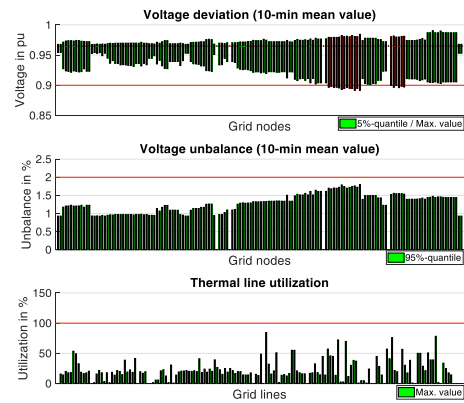 Voltage deviation (10-min mean value)
1
0.95
0.9
0.85
Voltage in pu
Grid nodes
5%-quantile / Max. value
Voltage unbalance (10-min mean value)
2.5
2
1.5
1
0.5
0
Unbalance in %
Grid nodes
95%-quantile
Thermal line utilization
150
100
50
0
Utilization in %
Grid lines
Max. value